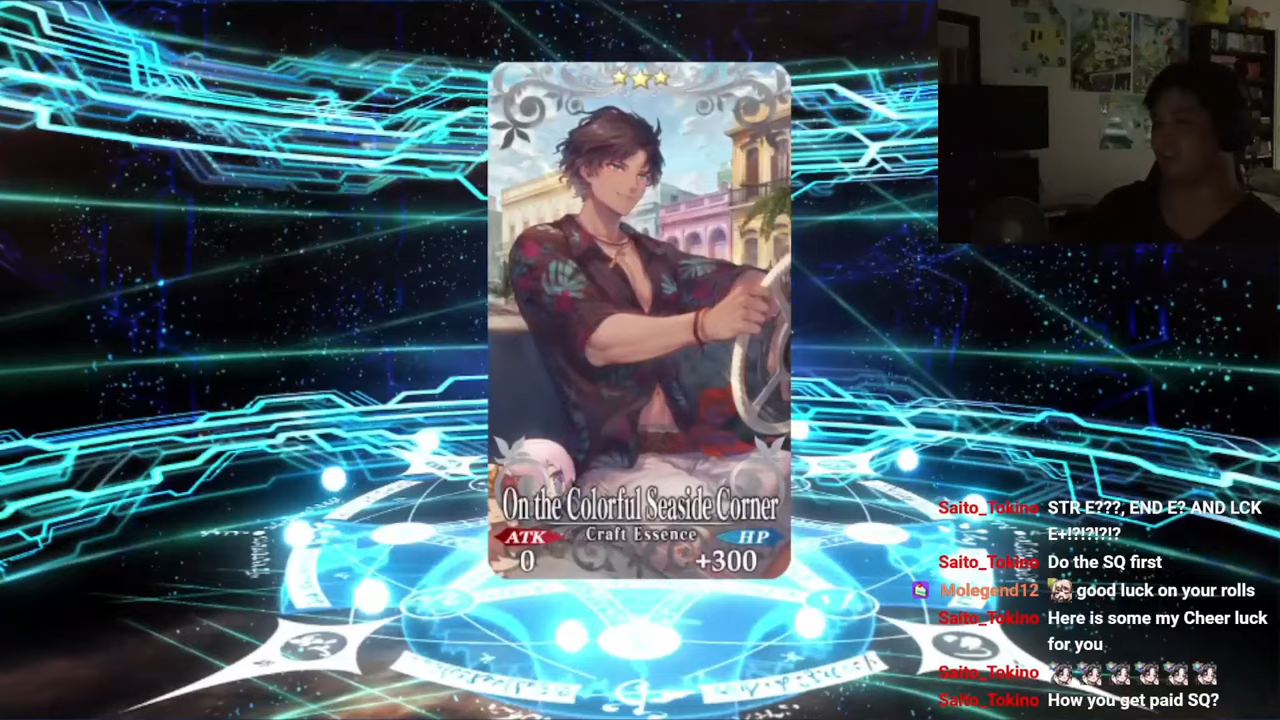 On the Colorful Seaside Corner
ATK Craft Essence HP
0 +300
Saito_Tokino STR E???, END E? AND LCK
E+!?!?!?!?
Saito_Tokino Do the SQ first
Molegend12 good luck on your rolls
Saito_Tokino Here is some my Cheer luck
for you
Saito_Tokino
Saito_Tokino How you get paid SQ?